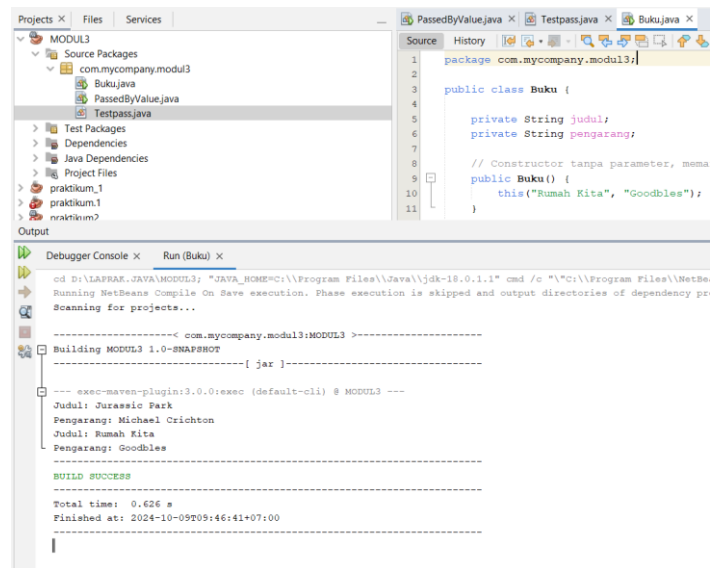 Projects × Files Services
MODUL3
Source Packages
com.mycompany.modul3
Buku.java
PassedByValue.java
Testpass.java
Test Packages
Dependencies
Java Dependencies
Project Files
praktikum_1
praktikum.1
praktikum2
PassedByValue.java × Testpass.java × Buku.java ×
Source History
1 package com.mycompany.modul3;
2
3 public class Buku {
4
5 private String judul;
6 private String pengarang;
7
8 // Constructor tanpa parameter, mema
9 public Buku() {
10 this("Rumah Kita", "Goodbles");
11 }
Output
Debugger Console × Run (Buku) ×
cd D:\LAPRAK.JAVA\MODUL3; "JAVA_HOME=C:\\Program Files\\Java\\jdk-18.0.1.1" cmd /c "\"C:\\Program Files\\NetBea
Running NetBeans Compile On Save execution. Phase execution is skipped and output directories of dependency pro
Scanning for projects...
--------------------< com.mycompany.modul3:MODUL3 >---------------------
Building MODUL3 1.0-SNAPSHOT
--------------------------------[ jar ]---------------------------------
--- exec-maven-plugin:3.0.0:exec (default-cli) @ MODUL3 ---
Judul: Jurassic Park
Pengarang: Michael Crichton
Judul: Rumah Kita
Pengarang: Goodbles
------------------------------------------------------------------------
BUILD SUCCESS
------------------------------------------------------------------------
Total time: 0.626 s
Finished at: 2024-10-09T09:46:41+07:00
------------------------------------------------------------------------